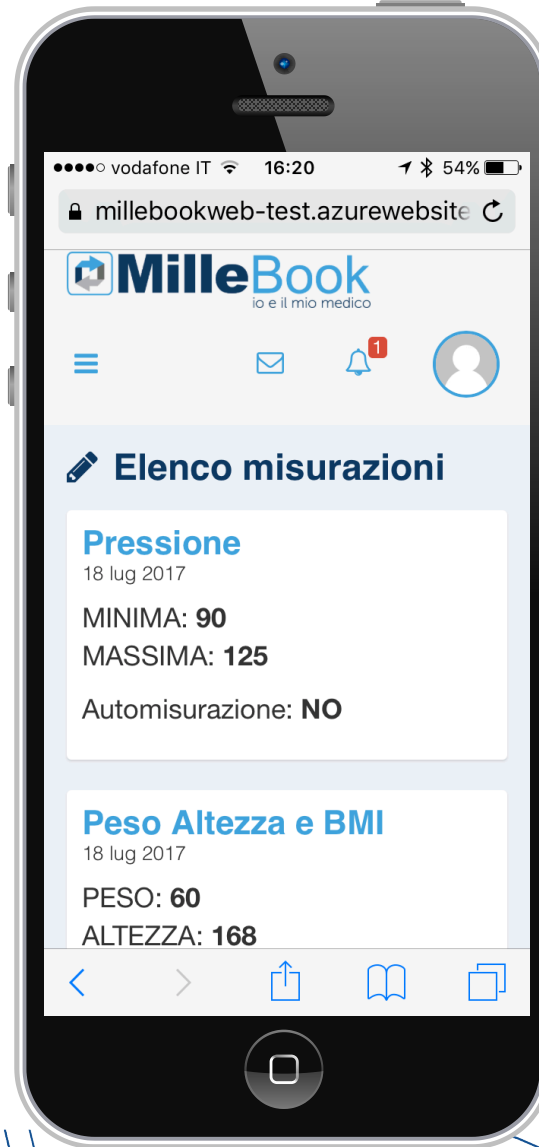 vodafone IT 16:20 54%
millebookweb-test.azurewebsite
MilleBook
io e il mio medico
1
Elenco misurazioni
Pressione
18 lug 2017
MINIMA: 90
MASSIMA: 125
Automisurazione: NO
Peso Altezza e BMI
18 lug 2017
PESO: 60
ALTEZZA: 168